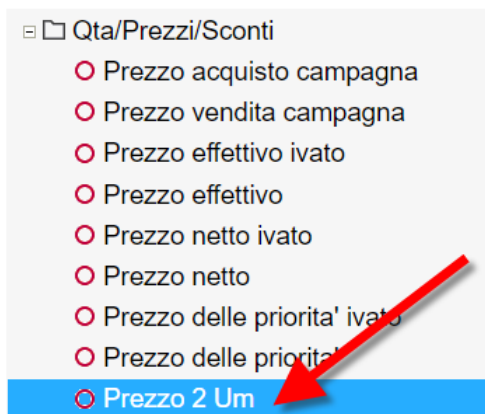 Qta/Prezzi/Sconti
Prezzo acquisto campagna
Prezzo vendita campagna
Prezzo effettivo ivato
Prezzo effettivo
Prezzo netto ivato
Prezzo netto
Prezzo delle priorita' ivato
Prezzo delle priorita'
Prezzo 2 Um